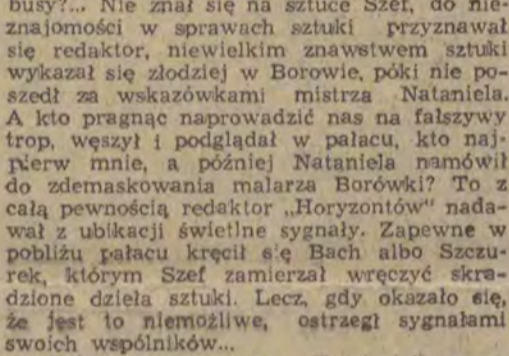 busy?... Nie znał się na sztuce Szef, do nie-
znajomości w sprawach sztuki przyznawał
się redaktor, niewielkim znawstwem sztuki
wykazał się złodziej w Borowie, póki nie po-
szedł za wskazówkami mistrza Nataniela.
A kto pragnąc naprowadzić nas na fałszywy
trop, węszył i podglądał w pałacu, kto naj-
pierw mnie, a później Nataniela namówił
do zdemaskowania malarza Borówki? To z
całą pewnością redaktor „Horyzontów" nada-
wał z ubikacji świetlne sygnały. Zapewne w
pobliżu pałacu kręcił się Bach albo Szczu-
rek, którym Szef zamierzał wręczyć skra-
dzione dzieła sztuki. Lecz, gdy okazało się,
że jest to niemożliwe, ostrzegł sygnałami
swoich wspólników...